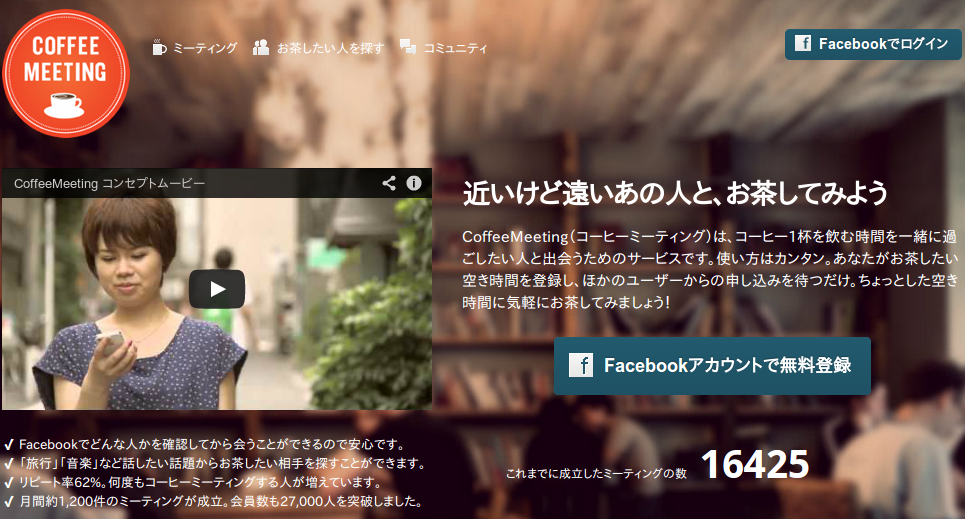 COFFEE
MEETING
ミーティング
お茶したい人を探す
コミュニティ
Facebookでログイン
CoffeeMeeting コンセプトムービー
近いけど遠いあの人と、お茶してみよう
CoffeeMeeting(コーヒーミーティング)は、コーヒー1杯を飲む時間を一緒に過
ごしたい人と出会うためのサービスです。使い方はカンタン。あなたがお茶したい
空き時間を登録し、ほかのユーザーからの申し込みを待つだけ。ちょっとした空き
時間に気軽にお茶してみましょう!
Facebookアカウントで無料登録
✔ Facebookでどんな人かを確認してから会うことができるので安心です。
✔ 「旅行」「音楽」など話したい話題からお茶したい相手を探すことができます。
✔ リピート率62%。何度もコーヒーミーティングする人が増えています。
✔ 月間約1,200件のミーティングが成立。会員数も27,000人を突破しました。
これまでに成立したミーティングの数 16425